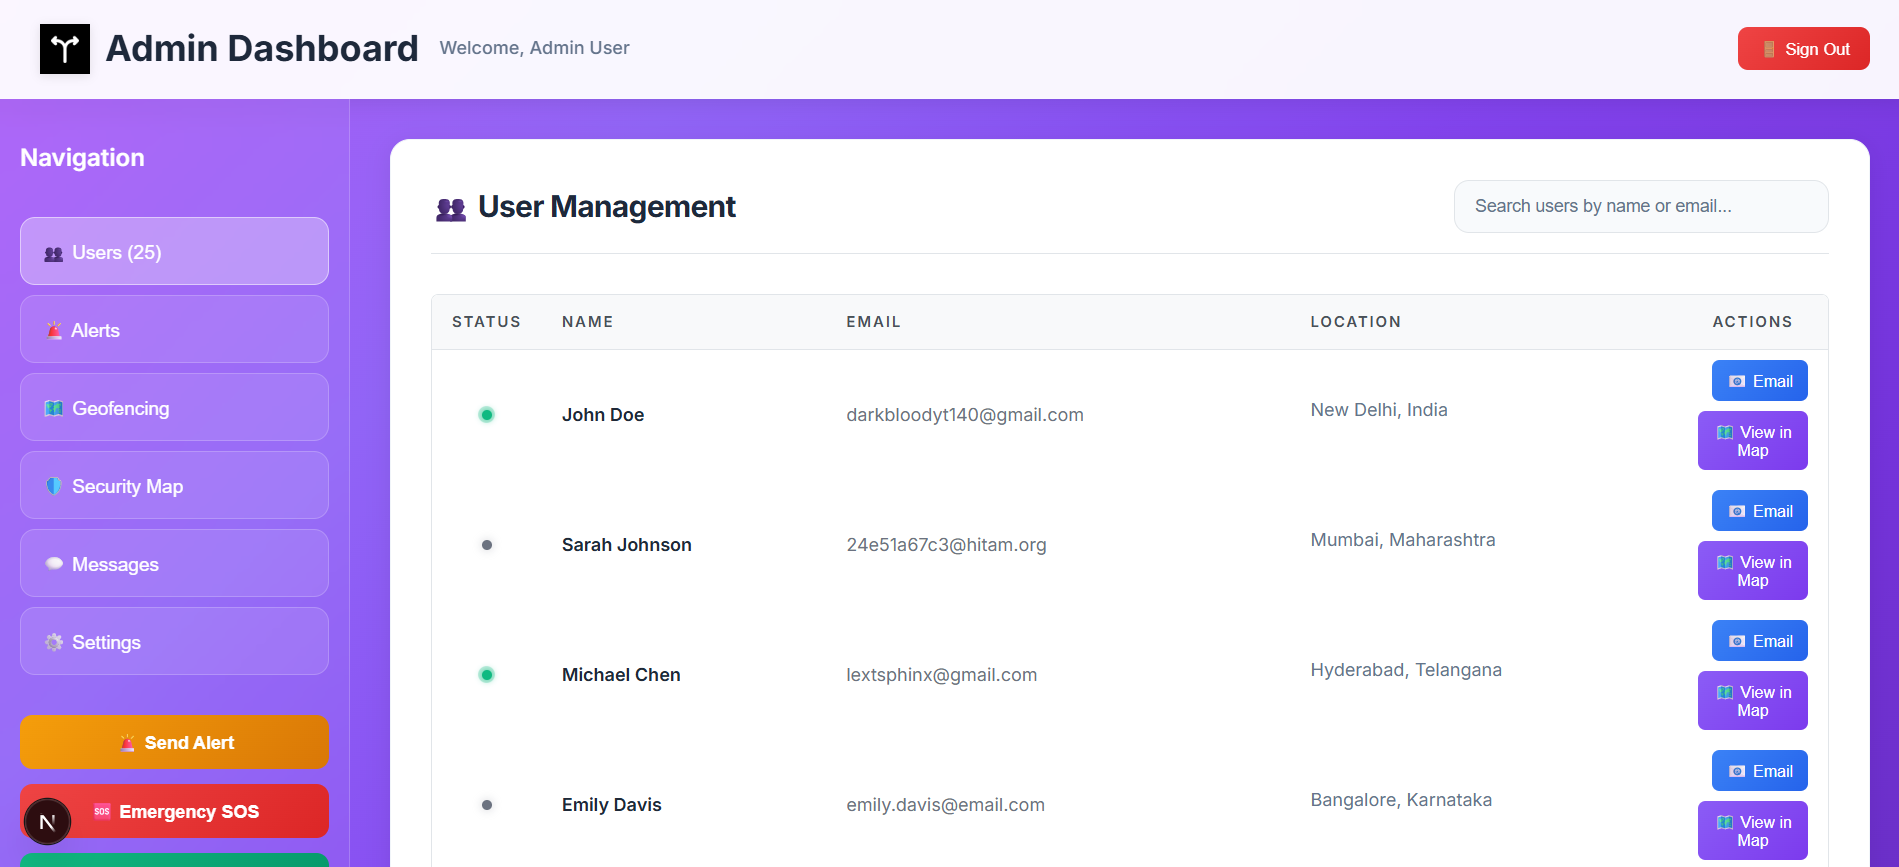 Admin Dashboard
Welcome, Admin User
Sign Out
Navigation
Users (25)
Alerts
Geofencing
Security Map
Messages
Settings
Send Alert
SOS Emergency SOS
N
User Management
Search users by name or email...
STATUS NAME EMAIL LOCATION ACTIONS
John Doe darkbloodyt140@gmail.com New Delhi, India
Email
View in
Map
Sarah Johnson 24e51a67c3@hitam.org Mumbai, Maharashtra
Email
View in
Map
Michael Chen lextsphinx@gmail.com Hyderabad, Telangana
Email
View in
Map
Emily Davis emily.davis@email.com Bangalore, Karnataka
Email
View in
Map